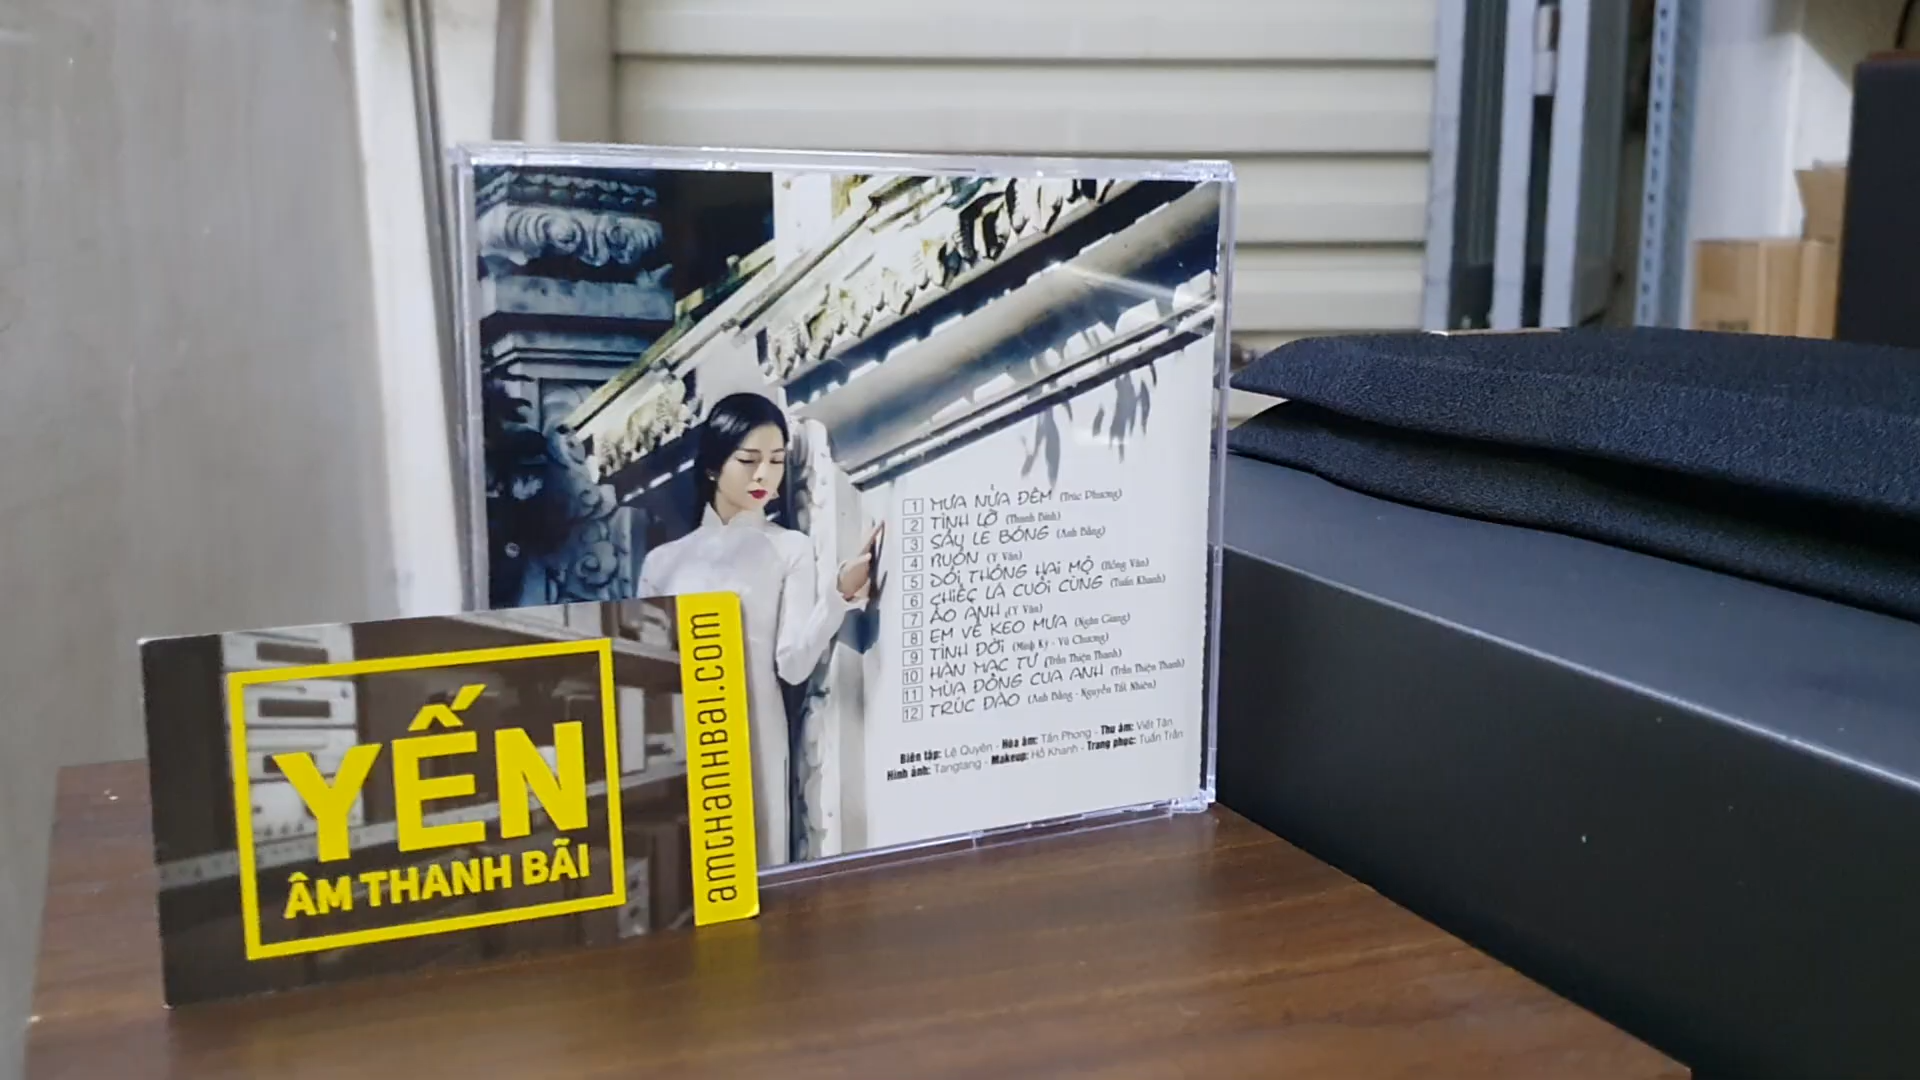 1 MƯA NỬA ĐÊM (Trúc Phương)
2 TÌNH LỠ (Thanh Bình)
3 SẦU LẺ BÓNG (Anh Bằng)
4 BUỒN (Y Vân)
5 ĐỒI THÔNG HAI MỘ (Hồng Vân)
6 CHIẾC LÁ CUỐI CÙNG (Tuấn Khanh)
7 ẢO ẢNH (Y Vân)
8 EM VỀ KẺO MƯA (Ngân Giang)
9 TÌNH ĐỜI (Minh Kỳ - Vũ Chương)
10 HÀN MẠC TỬ (Trần Thiện Thanh)
11 MÙA ĐÔNG CỦA ANH (Trần Thiện Thanh)
12 TRÚC ĐÀO (Anh Bằng - Nguyễn Tất Nhiên)
Biên tập: Lệ Quyên - Hòa âm: Tấn Phong - Thu âm: Viết Tân
Hình ảnh: Tangtang - Makeup: Hồ Khanh - Trang phục: Tuấn Trần
YẾN
ÂM THANH BÃI
amthanhbai.com